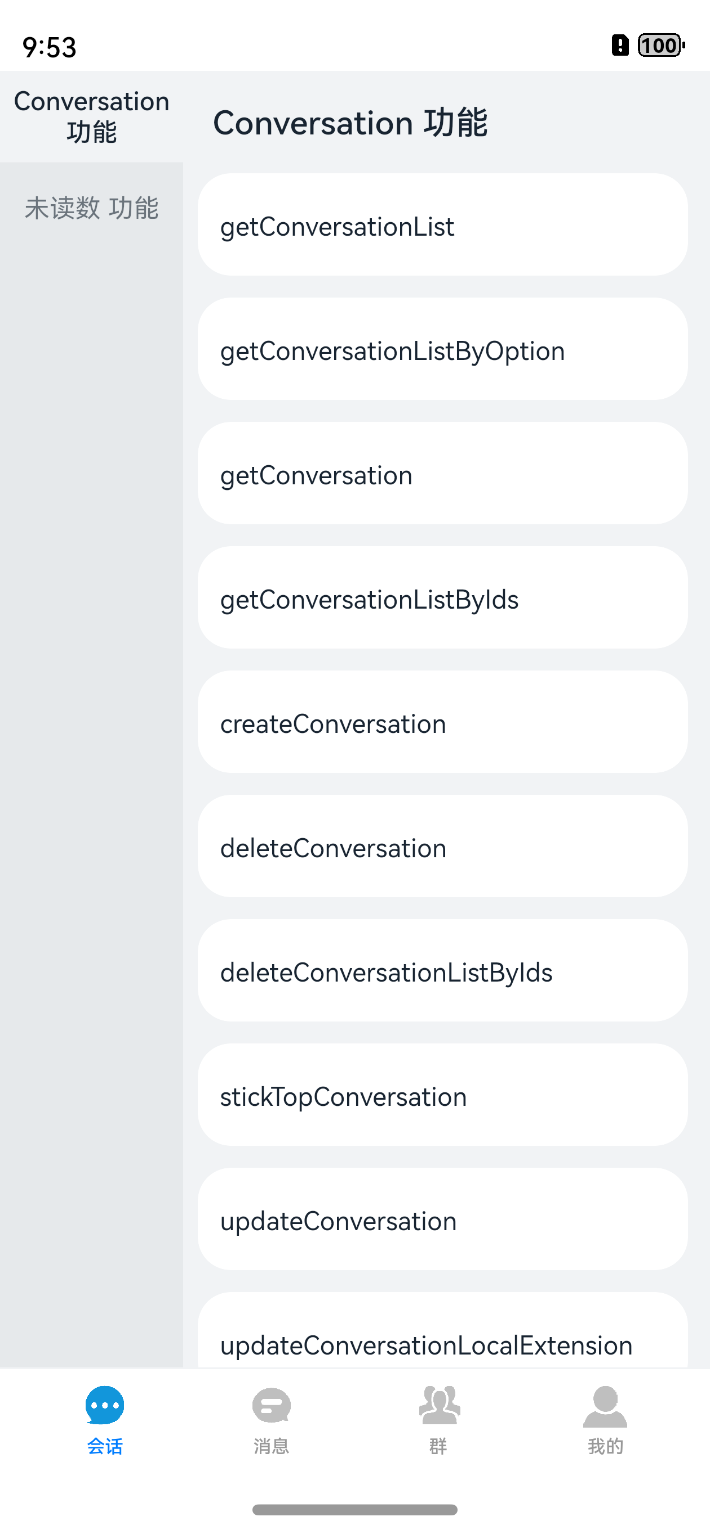 9:53
100
Conversation
功能
未读数 功能
Conversation 功能
getConversationList
getConversationListByOption
getConversation
getConversationListByIds
createConversation
deleteConversation
deleteConversationListByIds
stickTopConversation
updateConversation
updateConversationLocalExtension
会话
消息
群
我的